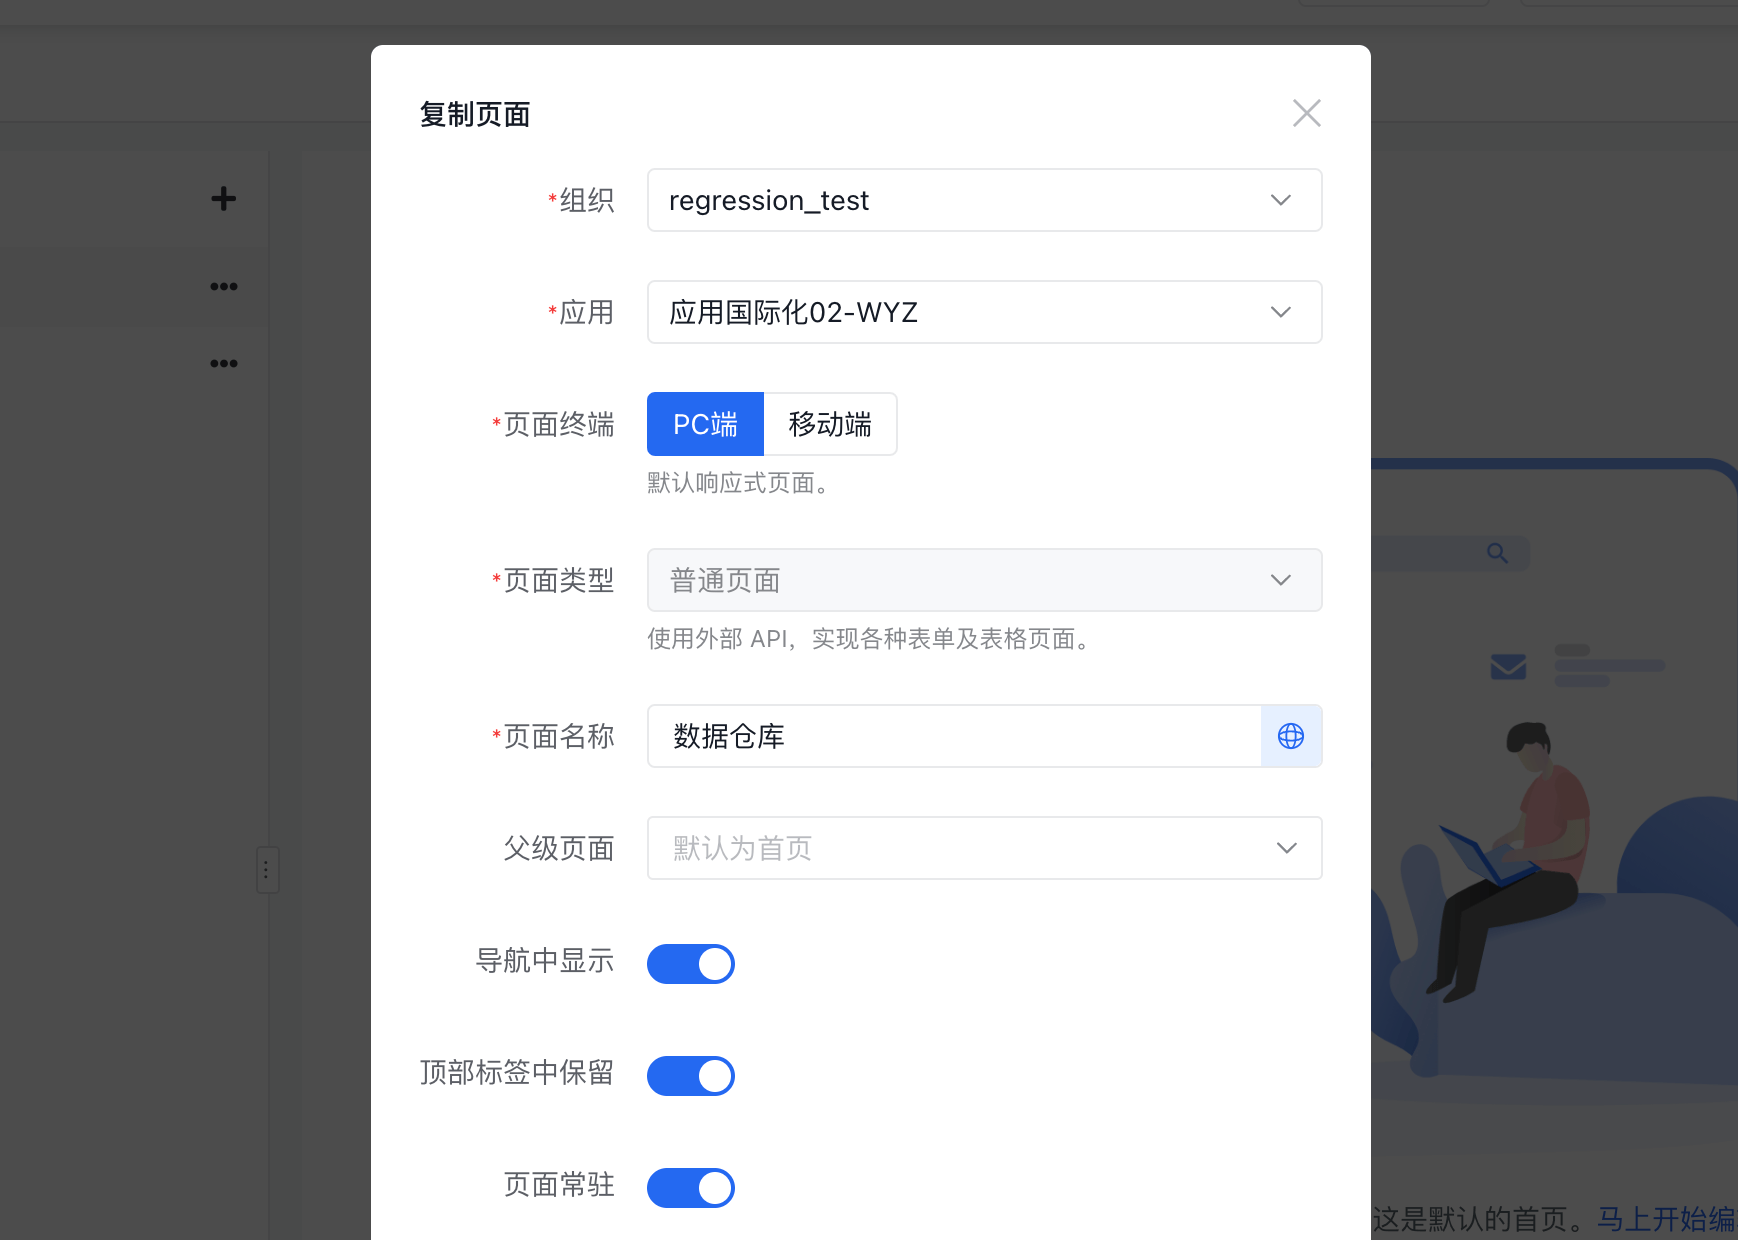 复制页面
*组织
regression_test
*应用
应用国际化02-WYZ
*页面终端
PC端
移动端
默认响应式页面。
*页面类型
普通页面
使用外部 API，实现各种表单及表格页面。
*页面名称
数据仓库
父级页面
默认为首页
导航中显示
顶部标签中保留
页面常驻
这是默认的首页。马上开始编